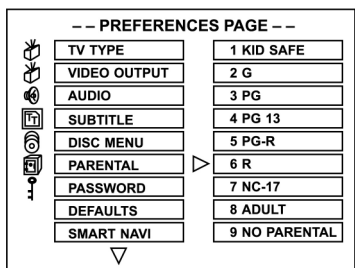 – – PREFERENCES PAGE – –
TV TYPE
VIDEO OUTPUT
AUDIO
SUBTITLE
DISC MENU
PARENTAL
PASSWORD
DEFAULTS
SMART NAVI
1 KID SAFE
2 G
3 PG
4 PG 13
5 PG-R
6 R
7 NC-17
8 ADULT
9 NO PARENTAL
TT